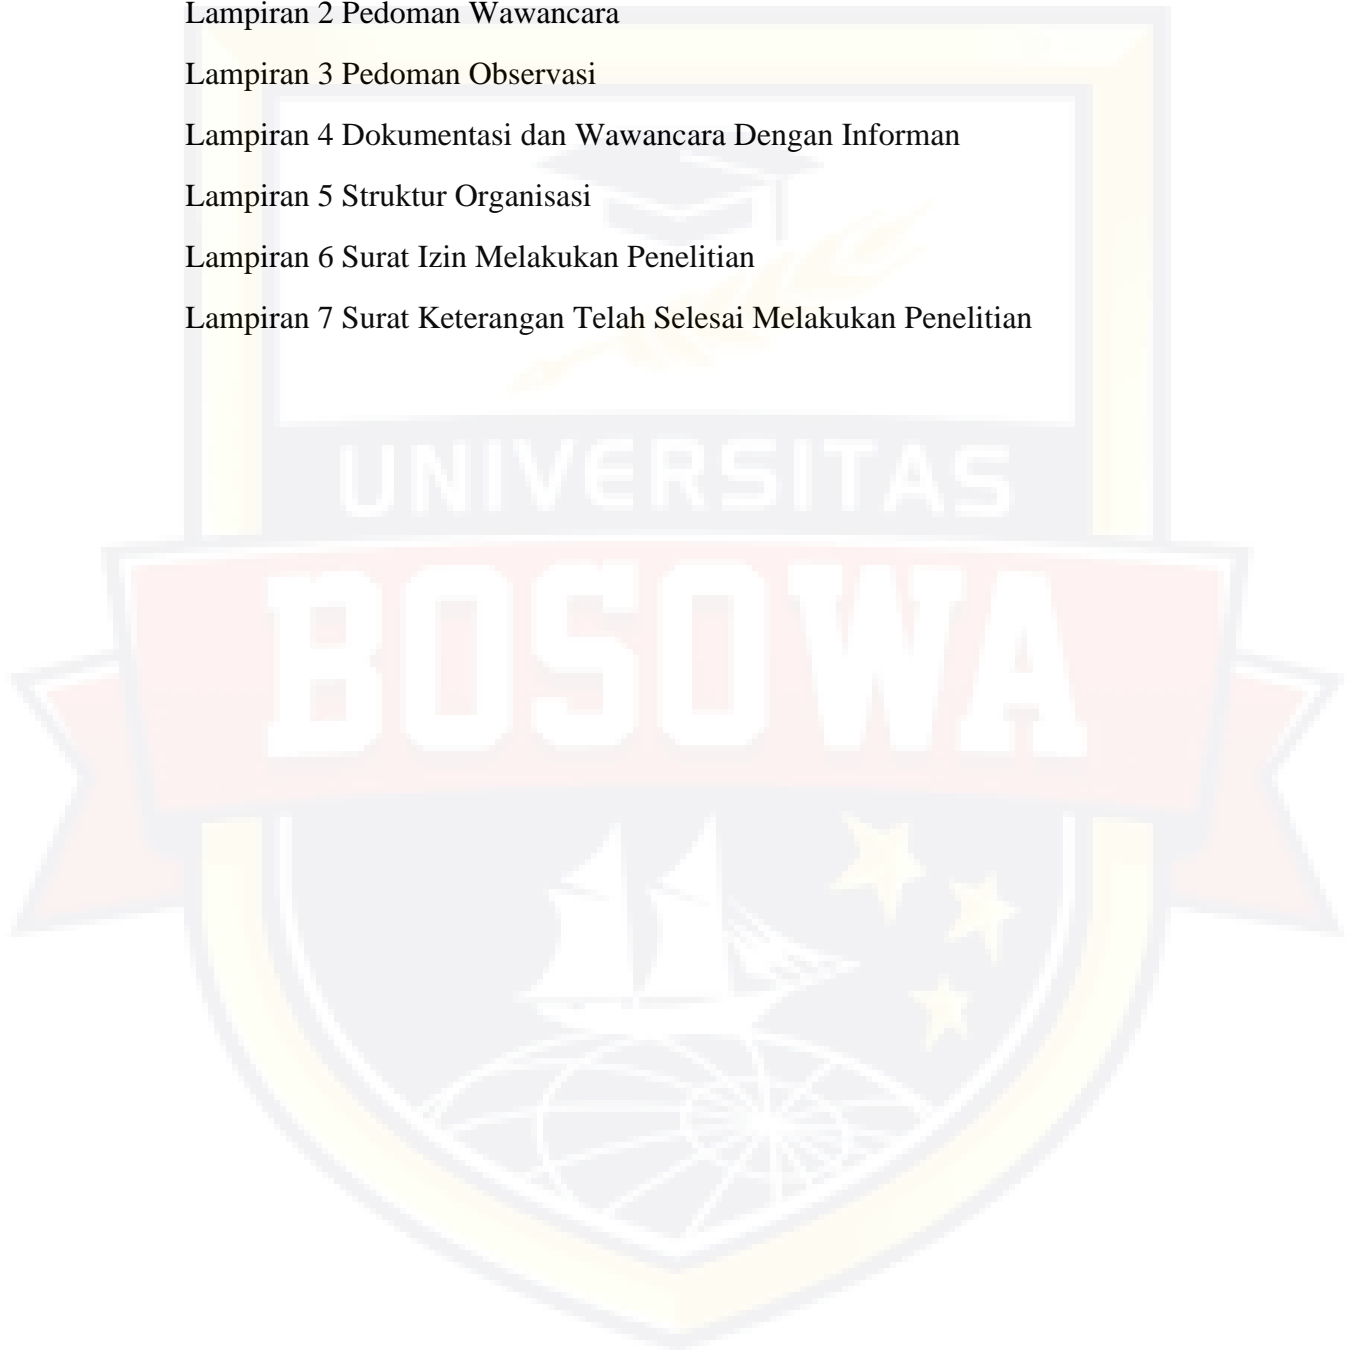 Lampiran 2 Pedoman Wawancara
Lampiran 3 Pedoman Observasi
Lampiran 4 Dokumentasi dan Wawancara Dengan Informan
Lampiran 5 Struktur Organisasi
Lampiran 6 Surat Izin Melakukan Penelitian
Lampiran 7 Surat Keterangan Telah Selesai Melakukan Penelitian
UNIVERSITAS
BOSOWA